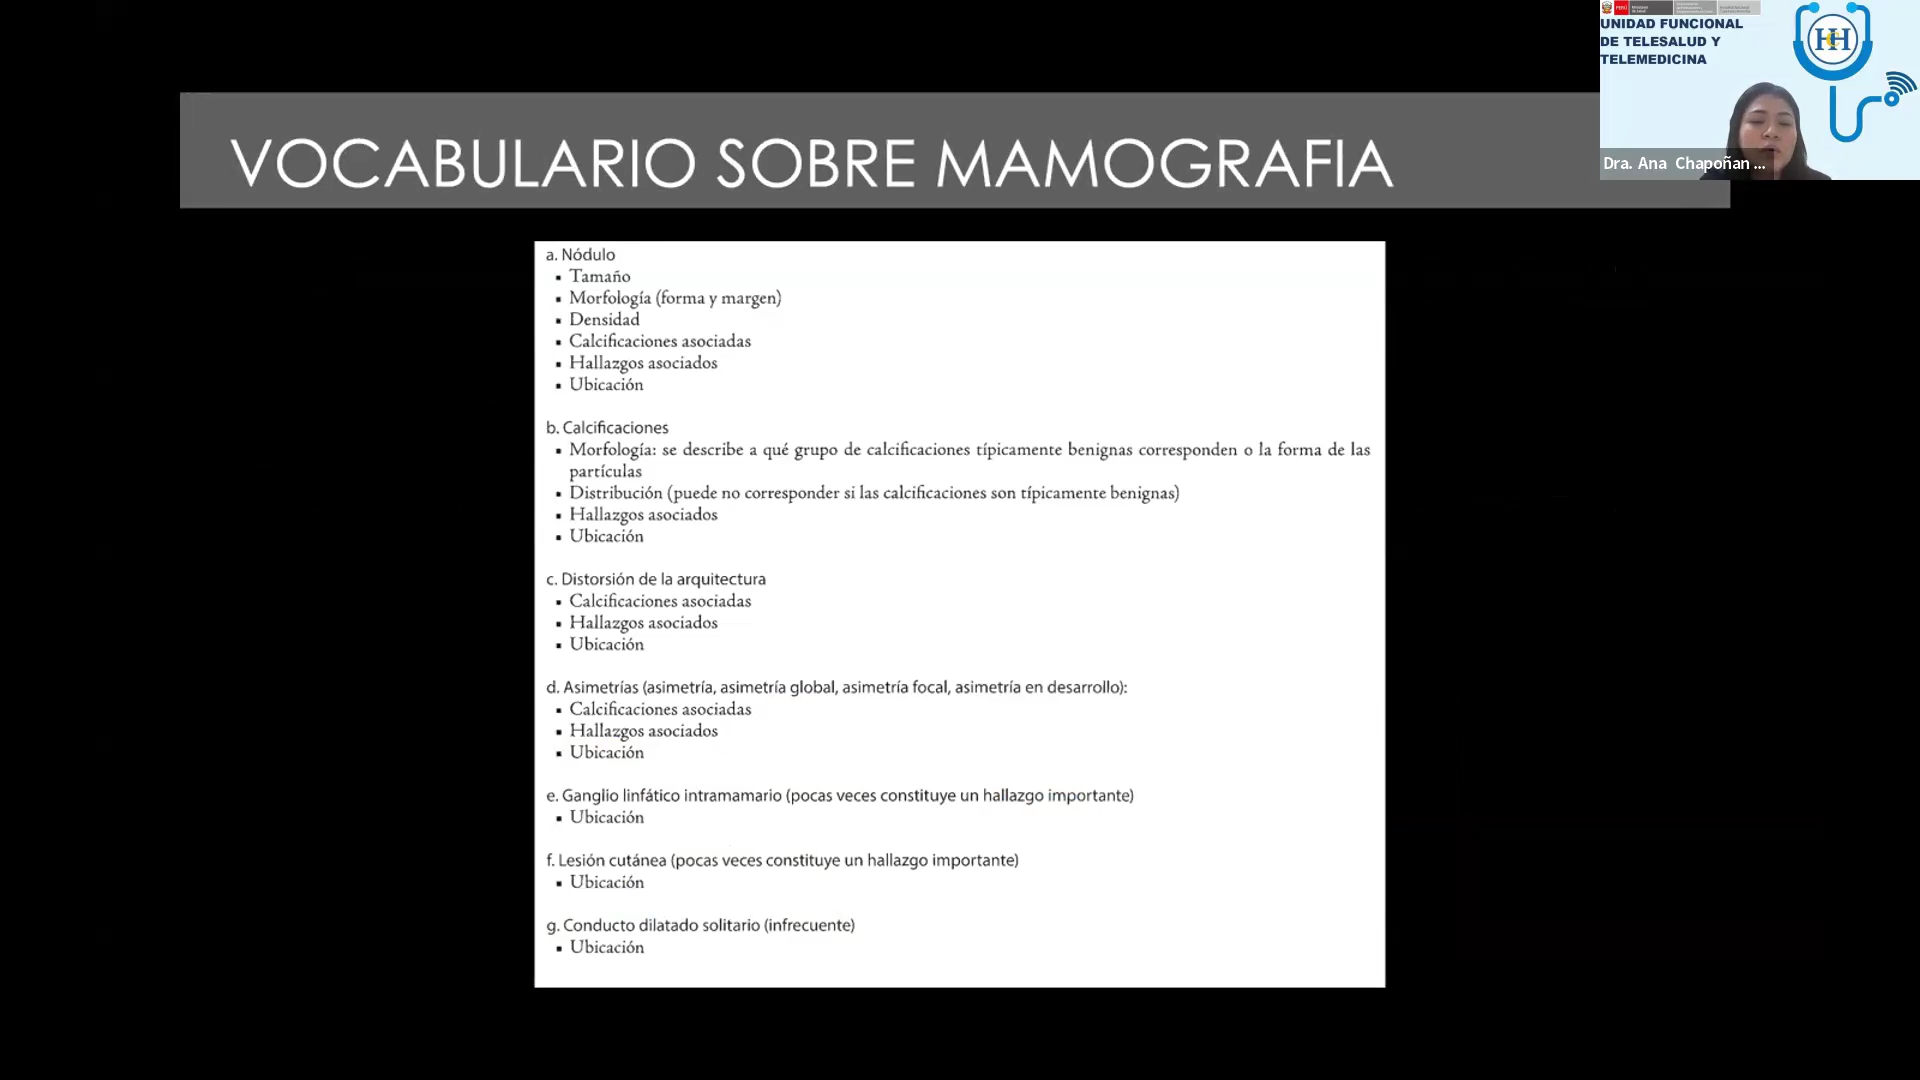 PERÚ
UNIDAD FUNCIONAL
DE TELESALUD Y
TELEMEDICINA
HCH
Dra. Ana Chapoñan ...
VOCABULARIO SOBRE MAMOGRAFIA
a. Nódulo
▪ Tamaño
▪ Morfología (forma y margen)
▪ Densidad
▪ Calcificaciones asociadas
▪ Hallazgos asociados
▪ Ubicación
b. Calcificaciones
▪ Morfología: se describe a qué grupo de calcificaciones típicamente benignas corresponden o la forma de las
partículas
▪ Distribución (puede no corresponder si las calcificaciones son típicamente benignas)
▪ Hallazgos asociados
▪ Ubicación
c. Distorsión de la arquitectura
▪ Calcificaciones asociadas
▪ Hallazgos asociados
▪ Ubicación
d. Asimetrías (asimetría, asimetría global, asimetría focal, asimetría en desarrollo):
▪ Calcificaciones asociadas
▪ Hallazgos asociados
▪ Ubicación
e. Ganglio linfático intramamario (pocas veces constituye un hallazgo importante)
▪ Ubicación
f. Lesión cutánea (pocas veces constituye un hallazgo importante)
▪ Ubicación
g. Conducto dilatado solitario (infrecuente)
▪ Ubicación